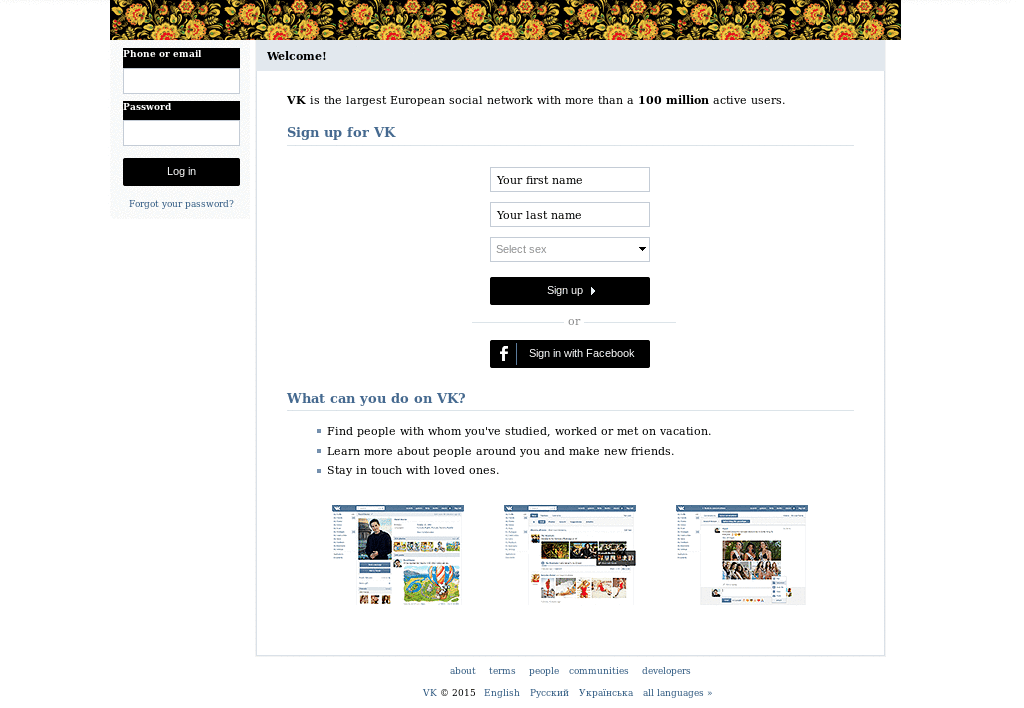 Phone or email
Password
Log in
Forgot your password?
Welcome!
VK is the largest European social network with more than a 100 million active users.
Sign up for VK
Your first name
Your last name
Select sex
Sign up
or
f Sign in with Facebook
What can you do on VK?
Find people with whom you've studied, worked or met on vacation.
Learn more about people around you and make new friends.
Stay in touch with loved ones.
about terms people communities developers
VK © 2015 English Русский Українська all languages »